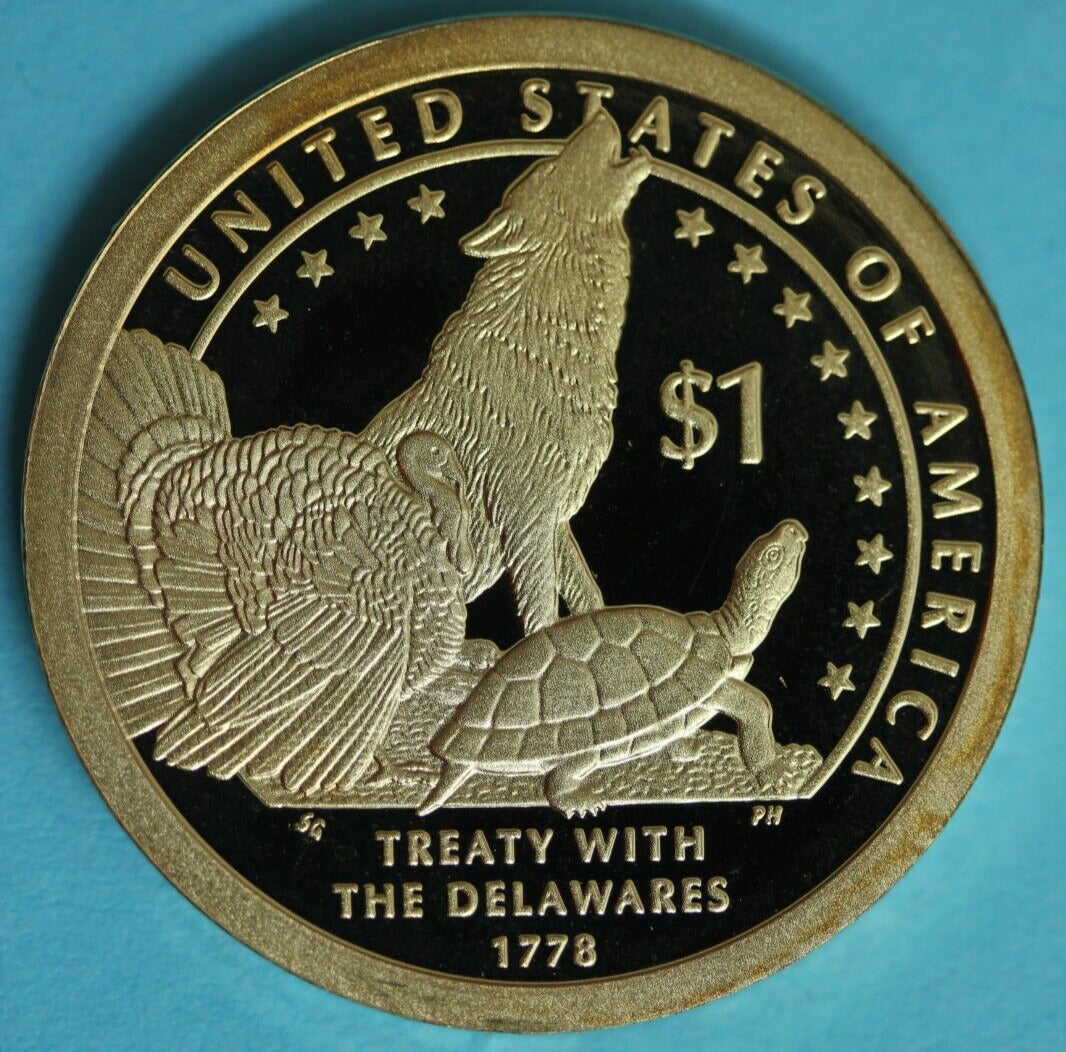 UNITED STATES OF AMERICA
$1
SG
PH
TREATY WITH
THE DELAWARES
1778